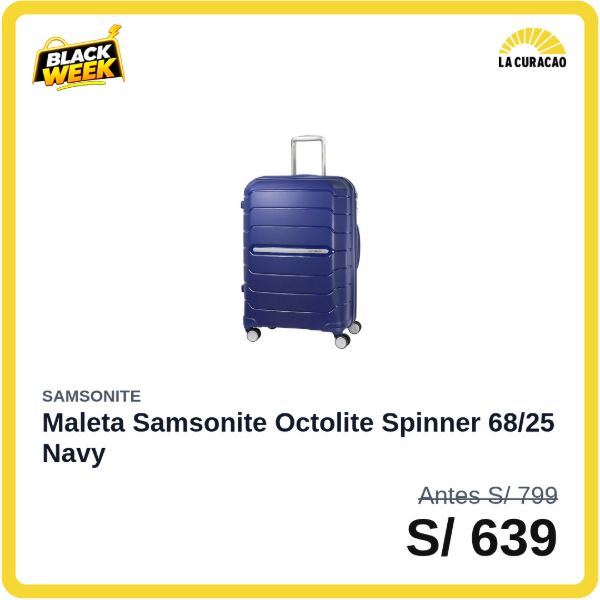 BLACK
WEEK
LA CURACAO
SAMSONITE
Maleta Samsonite Octolite Spinner 68/25
Navy
Antes S/ 799
S/ 639